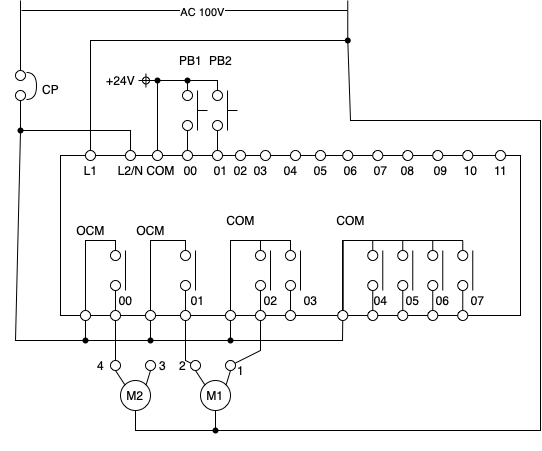 AC 100V
PB1 PB2
+24V
CP
L1 L2/N COM 00 01 02 03 04 05 06 07 08 09 10 11
OCM OCM COM COM
00 01 02 03 04 05 06 07
4 3 2 1
M2 M1